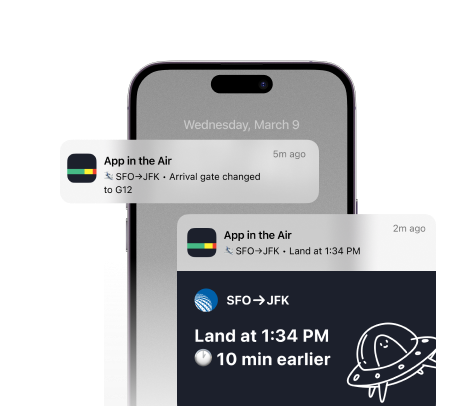 Wednesday, March 9
App in the Air
5m ago
SFO→JFK • Arrival gate changed
to G12
App in the Air
2m ago
SFO→JFK • Land at 1:34 PM
SFO→JFK
Land at 1:34 PM
🕐 10 min earlier